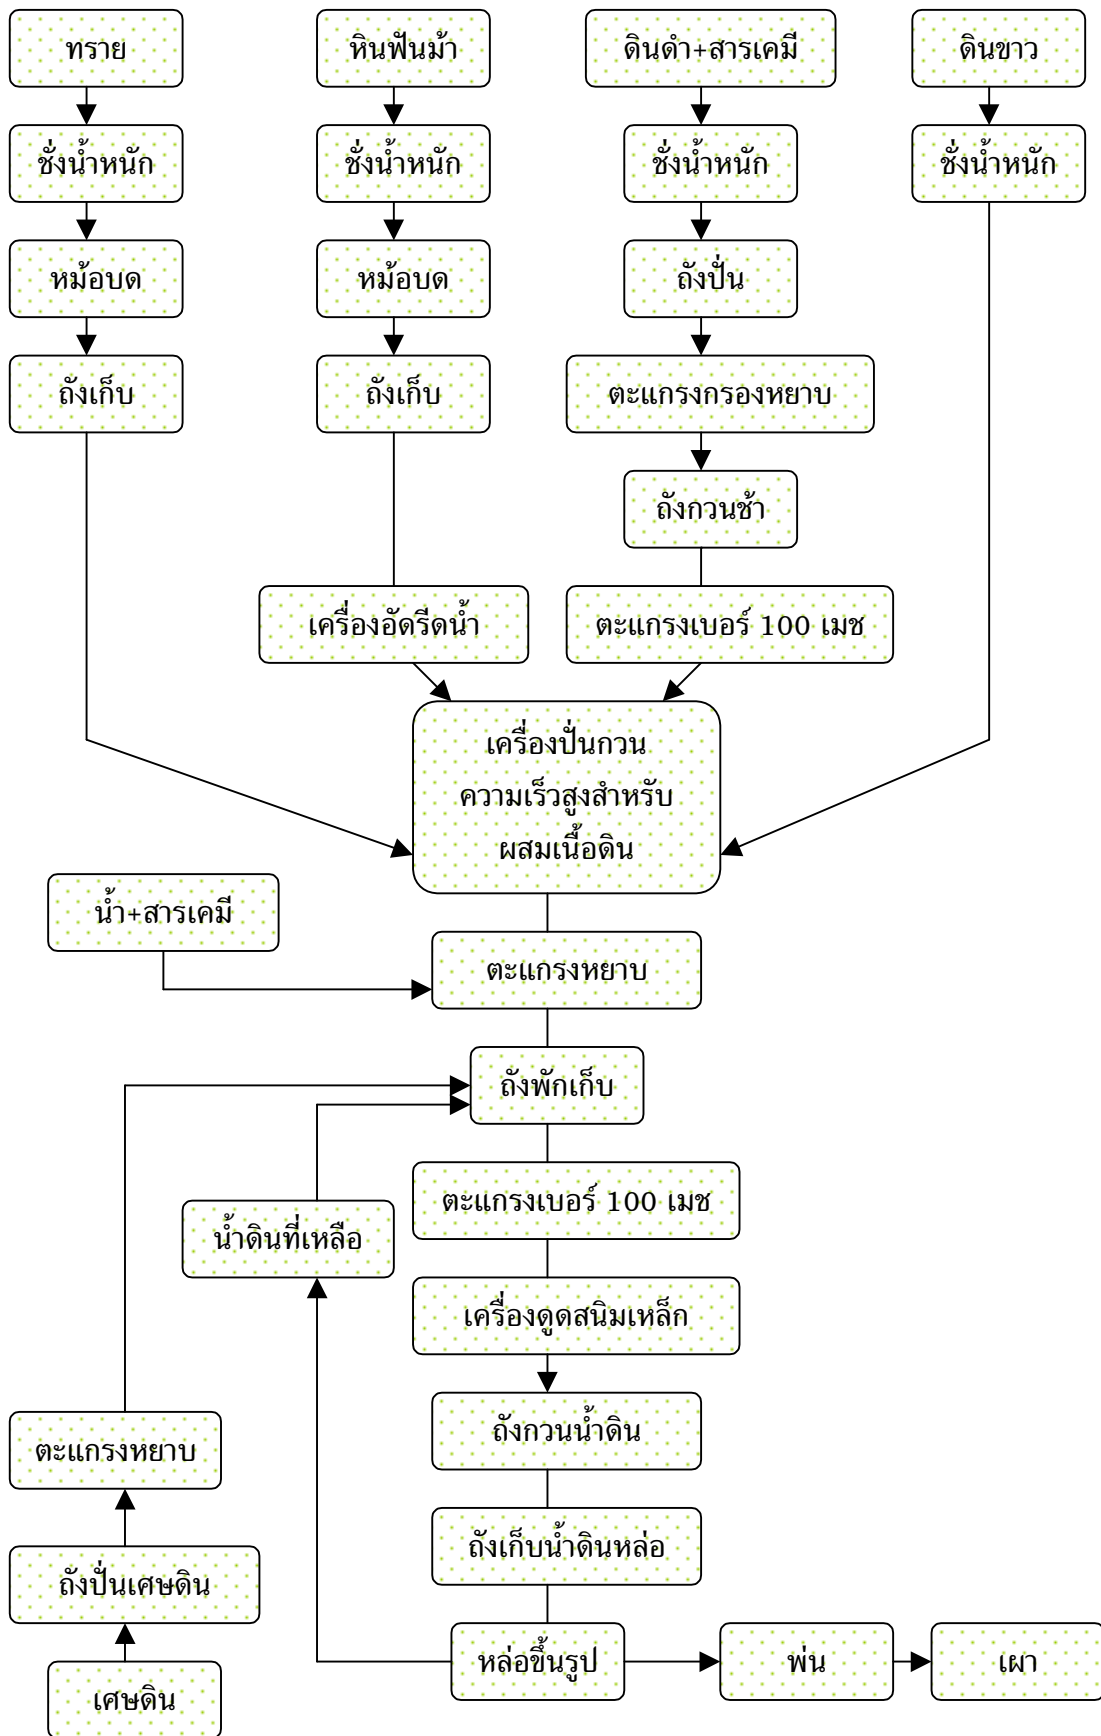 ทราย
หินฟันม้า
ดินดำ+สารเคมี
ดินขาว
ชั่งน้ำหนัก
ชั่งน้ำหนัก
ชั่งน้ำหนัก
ชั่งน้ำหนัก
หม้อบด
หม้อบด
ถังปั่น
ถังเก็บ
ถังเก็บ
ตะแกรงกรองหยาบ
ถังกวนช้า
เครื่องอัดรีดน้ำ
ตะแกรงเบอร์ 100 เมช
เครื่องปั่นกวน
ความเร็วสูงสำหรับ
ผสมเนื้อดิน
น้ำ+สารเคมี
ตะแกรงหยาบ
ถังพักเก็บ
ตะแกรงเบอร์ 100 เมช
น้ำดินที่เหลือ
เครื่องดูดสนิมเหล็ก
ถังกวนน้ำดิน
ตะแกรงหยาบ
ถังเก็บน้ำดินหล่อ
ถังปั่นเศษดิน
หล่อขึ้นรูป
พ่น
เผา
เศษดิน